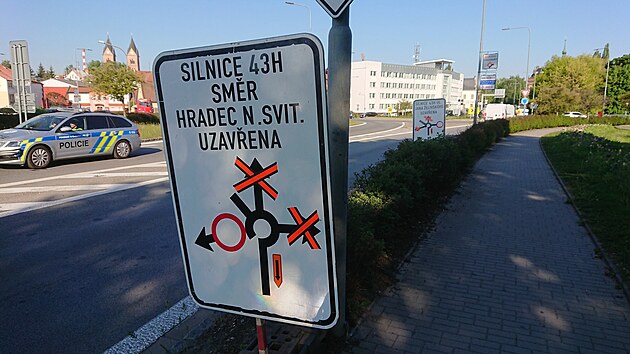 SILNICE 43H
SMĚR
HRADEC N.SVIT.
UZAVŘENA
POLICIE